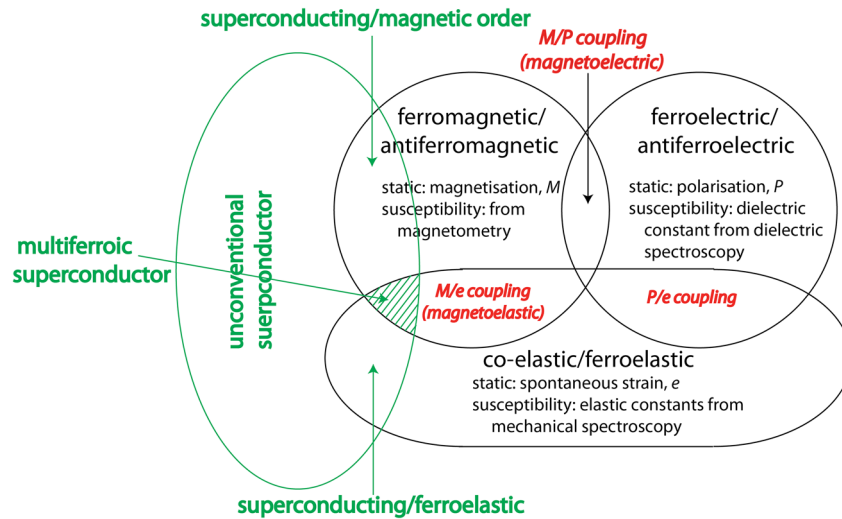 superconducting/magnetic order
M/P coupling
(magnetoelectric)
ferromagnetic/
antiferromagnetic
static: magnetisation, M
susceptibility: from
magnetometry
ferroelectric/
antiferroelectric
static: polarisation, P
susceptibility: dielectric
constant from dielectric
spectroscopy
multiferroic
superconductor
unconventional
suerpconductor
M/e coupling
(magnetoelastic)
P/e coupling
co-elastic/ferroelastic
static: spontaneous strain, e
susceptibility: elastic constants from
mechanical spectroscopy
superconducting/ferroelastic